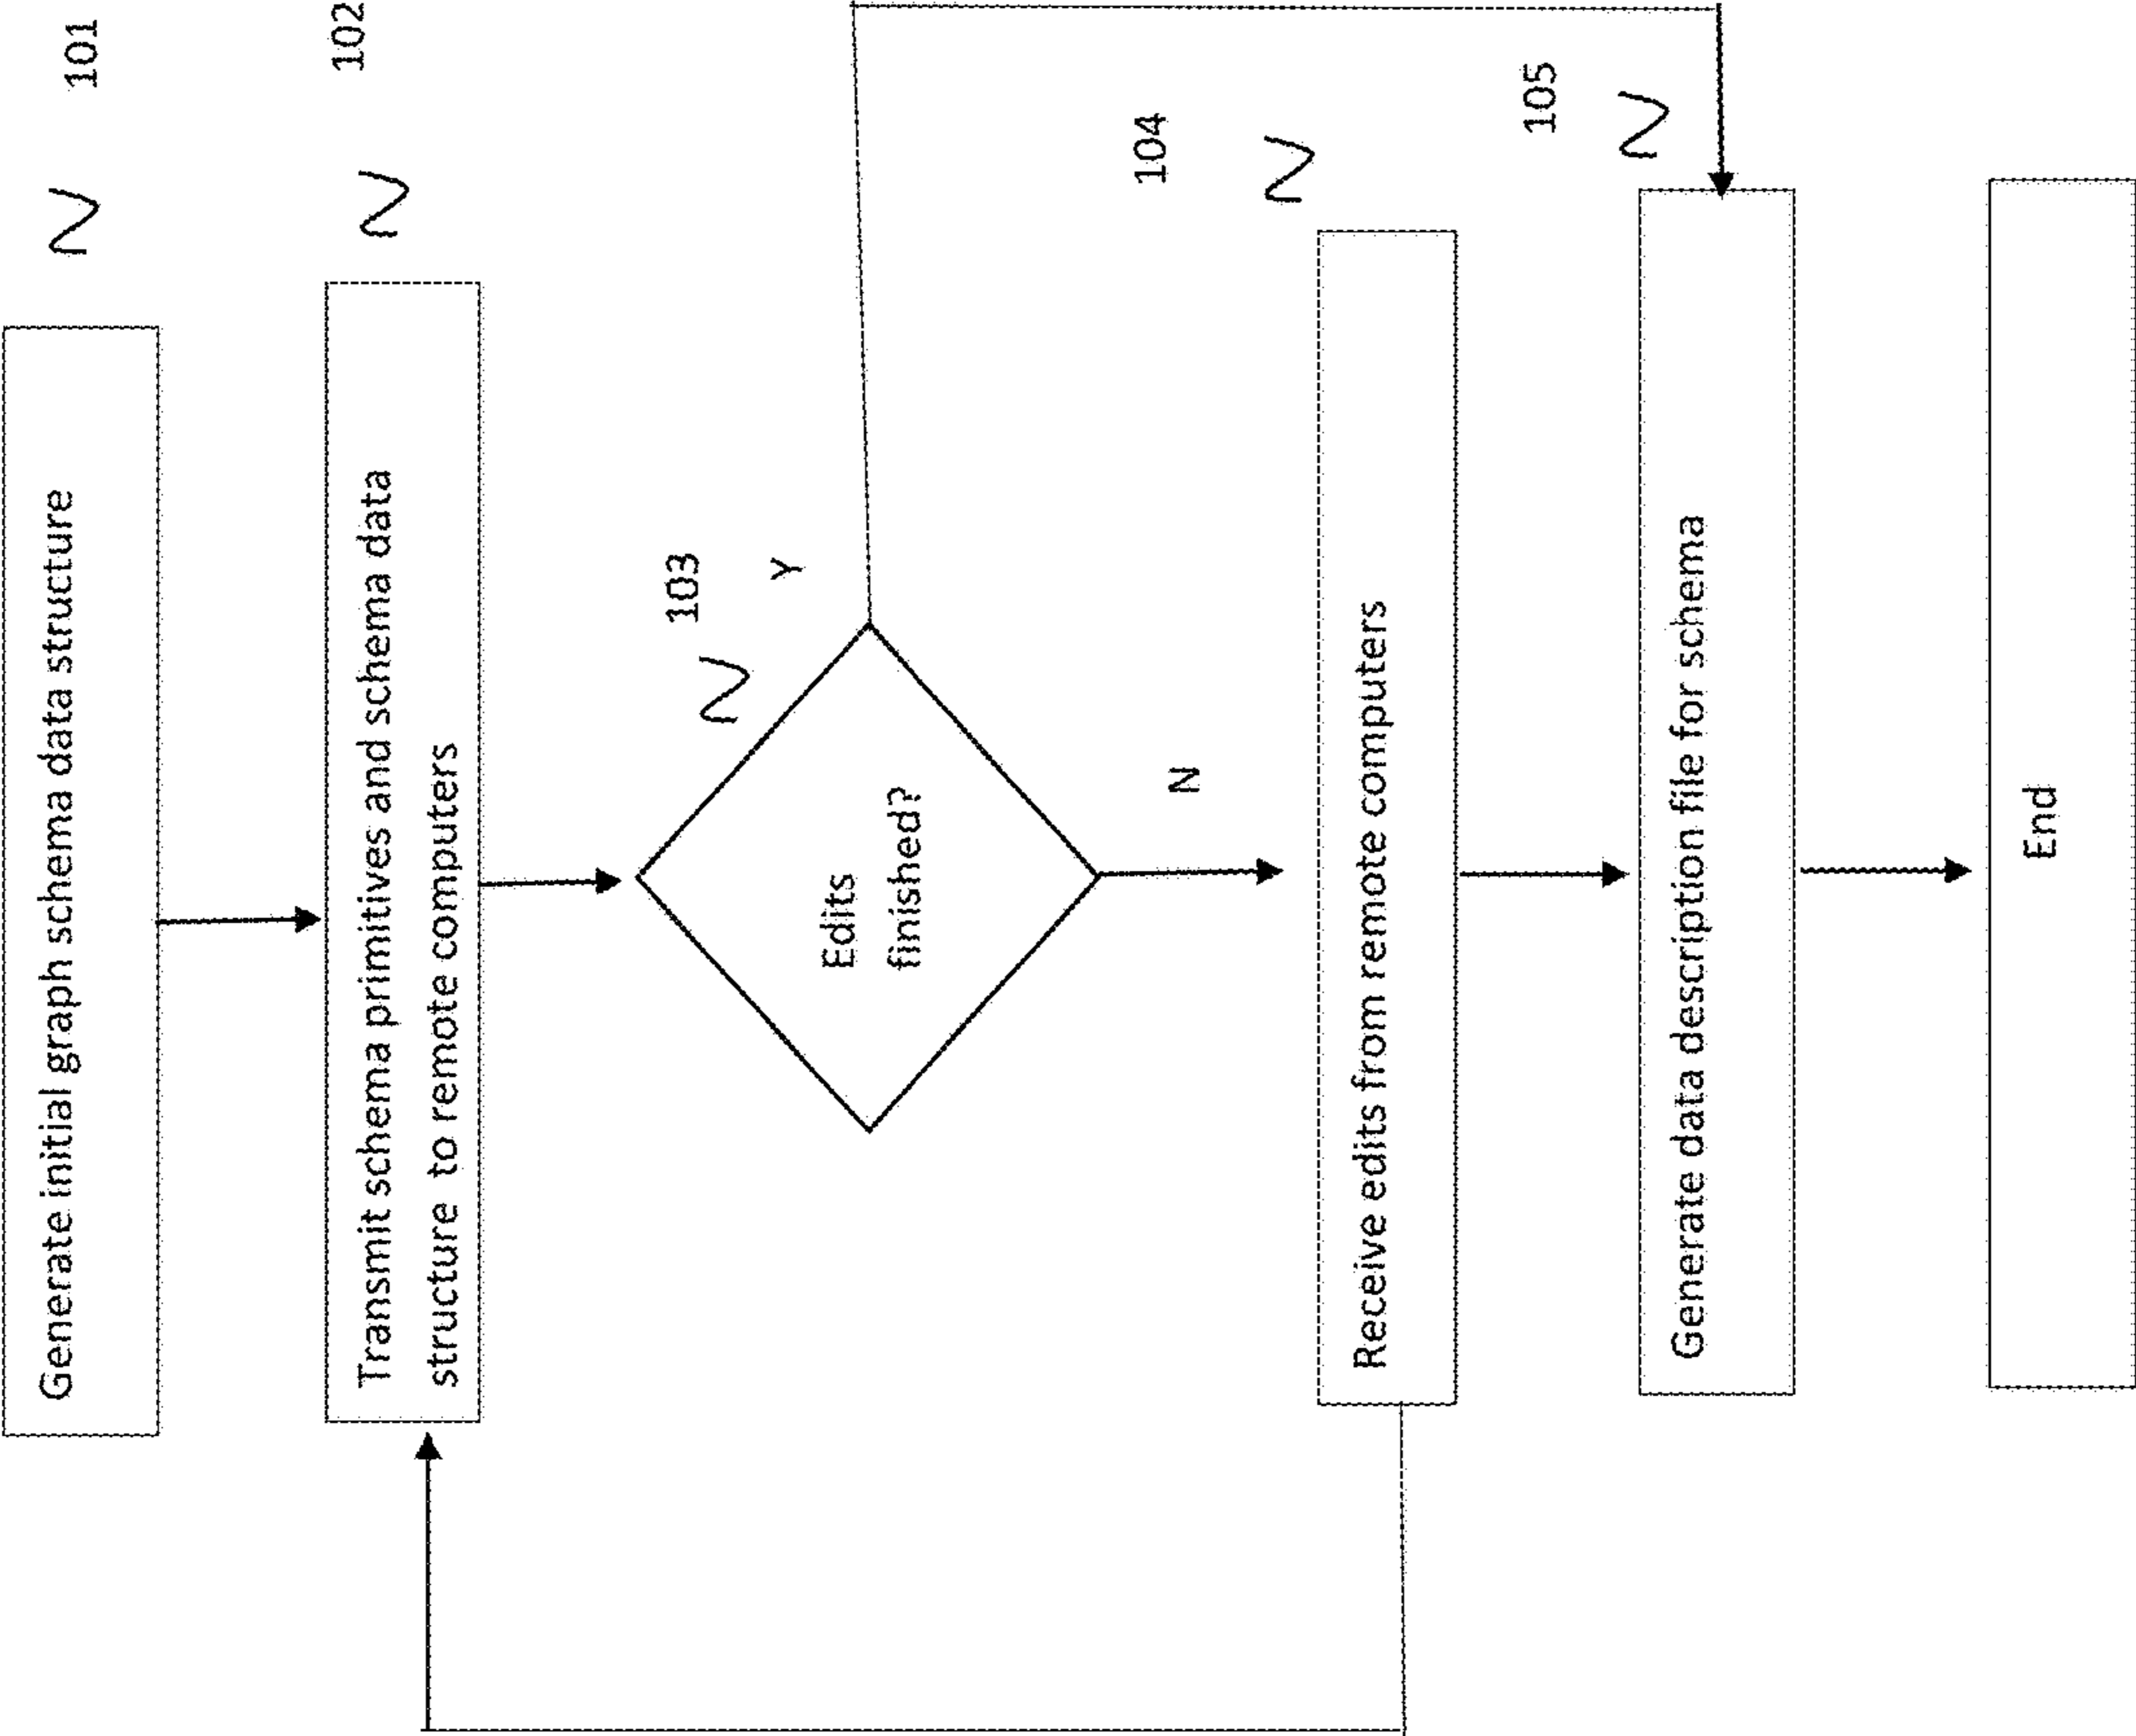 Generate initial graph schema data structure
101
Transmit schema primitives and schema data
structure to remote computers
102
Edits
finished?
103
Y
N
Receive edits from remote computers
104
Generate data description file for schema
105
End